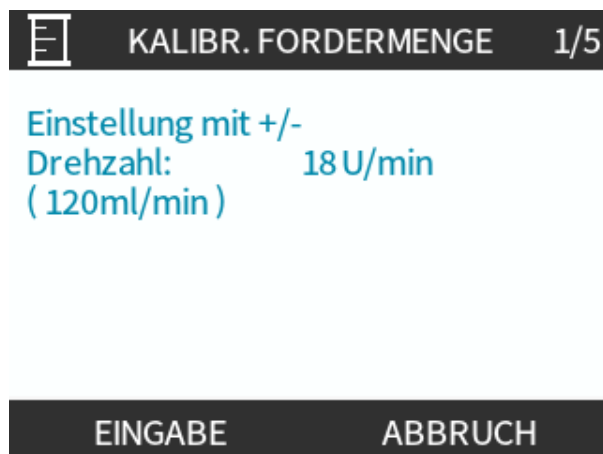 KALIBR. FORDERMENGE 1/5
Einstellung mit +/-
Drehzahl: 18 U/min
( 120ml/min )
EINGABE ABBRUCH